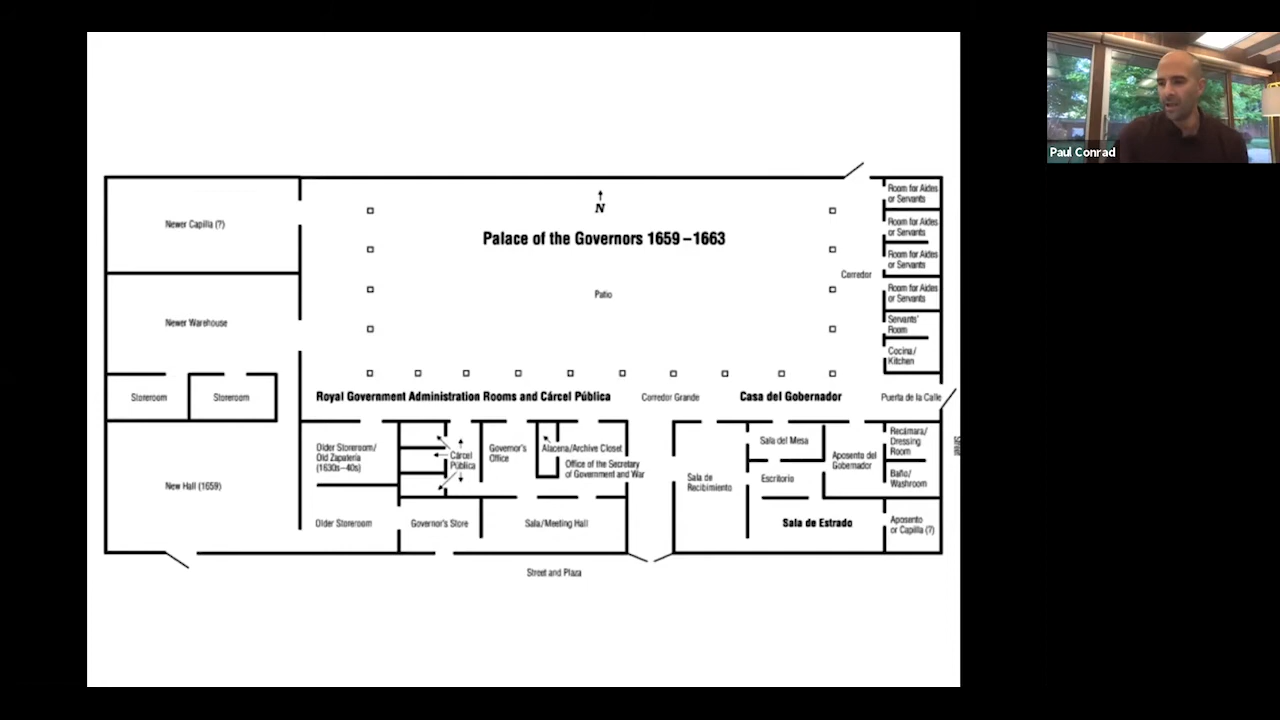 Paul Conrad
N
Palace of the Governors 1659–1663
Newer Capilla (?)
Patio
Corredor
Room for Aides
or Servants
Room for Aides
or Servants
Room for Aides
or Servants
Room for Aides
or Servants
Servants'
Room
Cocina/
Kitchen
Newer Warehouse
Storeroom
Storeroom
Royal Government Administration Rooms and Cárcel Pública
Corredor Grande
Casa del Gobernador
Puerta de la Calle
Street
Older Storeroom/
Old Zapatería
(1630s–40s)
Cárcel
Pública
Governor's
Office
Alacena/Archive Closet
Office of the Secretary
of Government and War
Sala de
Recibimiento
Sala del Mesa
Escritorio
Aposento del
Gobernador
Recámara/
Dressing
Room
Baño/
Washroom
New Hall (1659)
Older Storeroom
Governor's Store
Sala/Meeting Hall
Sala de Estrado
Aposento
or Capilla (?)
Street and Plaza